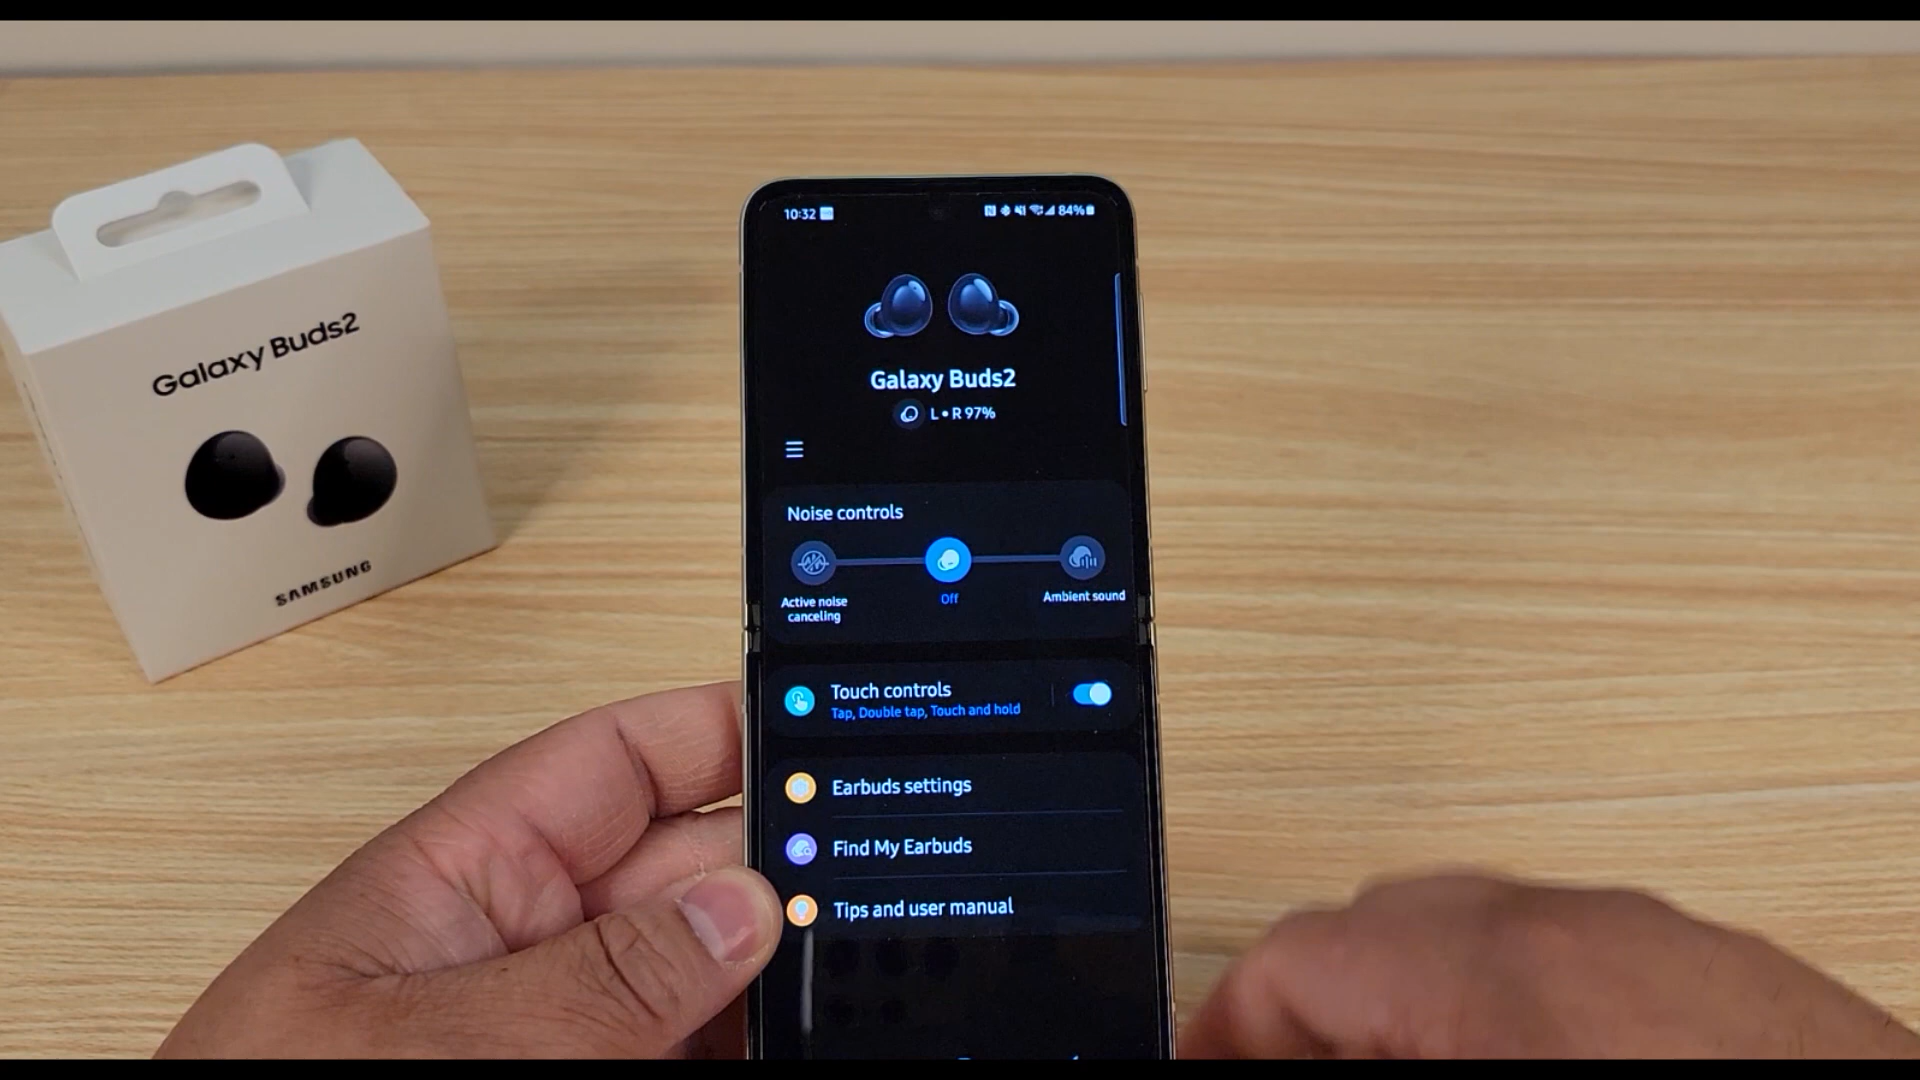 Galaxy Buds2
SAMSUNG
10:32
84%
Galaxy Buds2
L • R 97%
Noise controls
Active noise
canceling
Off
Ambient sound
Touch controls
Tap, Double tap, Touch and hold
Earbuds settings
Find My Earbuds
Tips and user manual